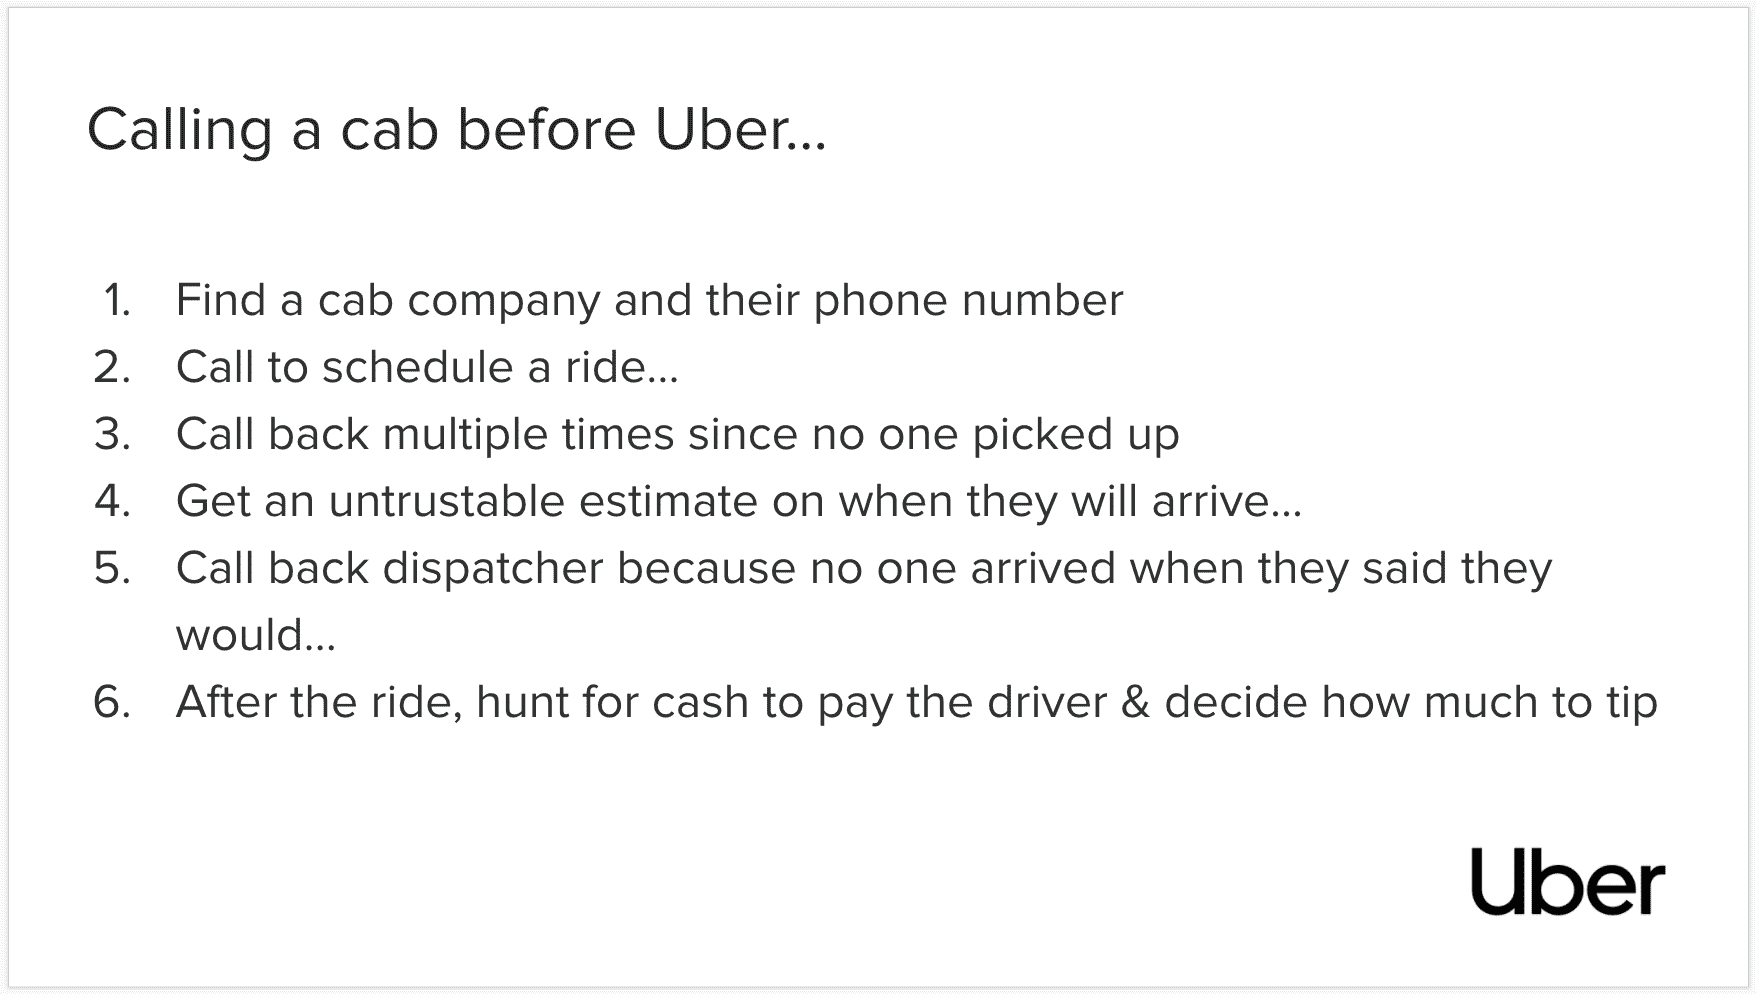 Calling a cab before Uber...
1. Find a cab company and their phone number
2. Call to schedule a ride...
3. Call back multiple times since no one picked up
4. Get an untrustable estimate on when they will arrive...
5. Call back dispatcher because no one arrived when they said they
would...
6. After the ride, hunt for cash to pay the driver & decide how much to tip
Uber